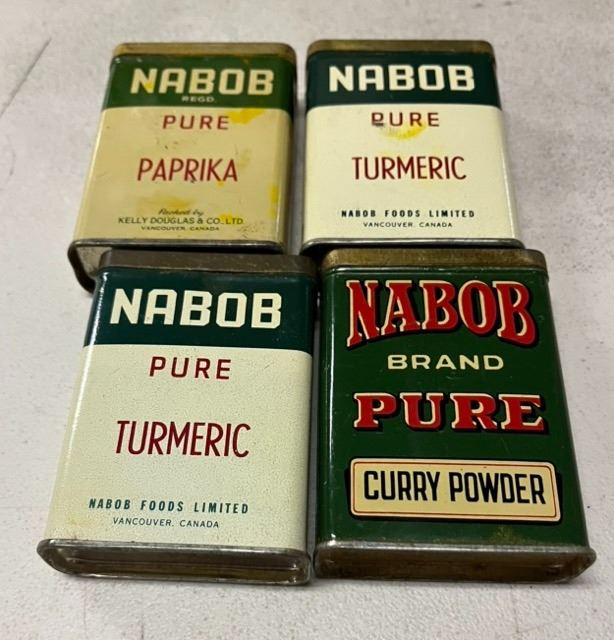 NABOB
REGD.
PURE
PAPRIKA
Packed by
KELLY DOUGLAS & CO., LTD.
VANCOUVER, CANADA
NABOB
PURE
TURMERIC
NABOB FOODS LIMITED
VANCOUVER, CANADA
NABOB
PURE
TURMERIC
NABOB FOODS LIMITED
VANCOUVER, CANADA
NABOB
BRAND
PURE
CURRY POWDER